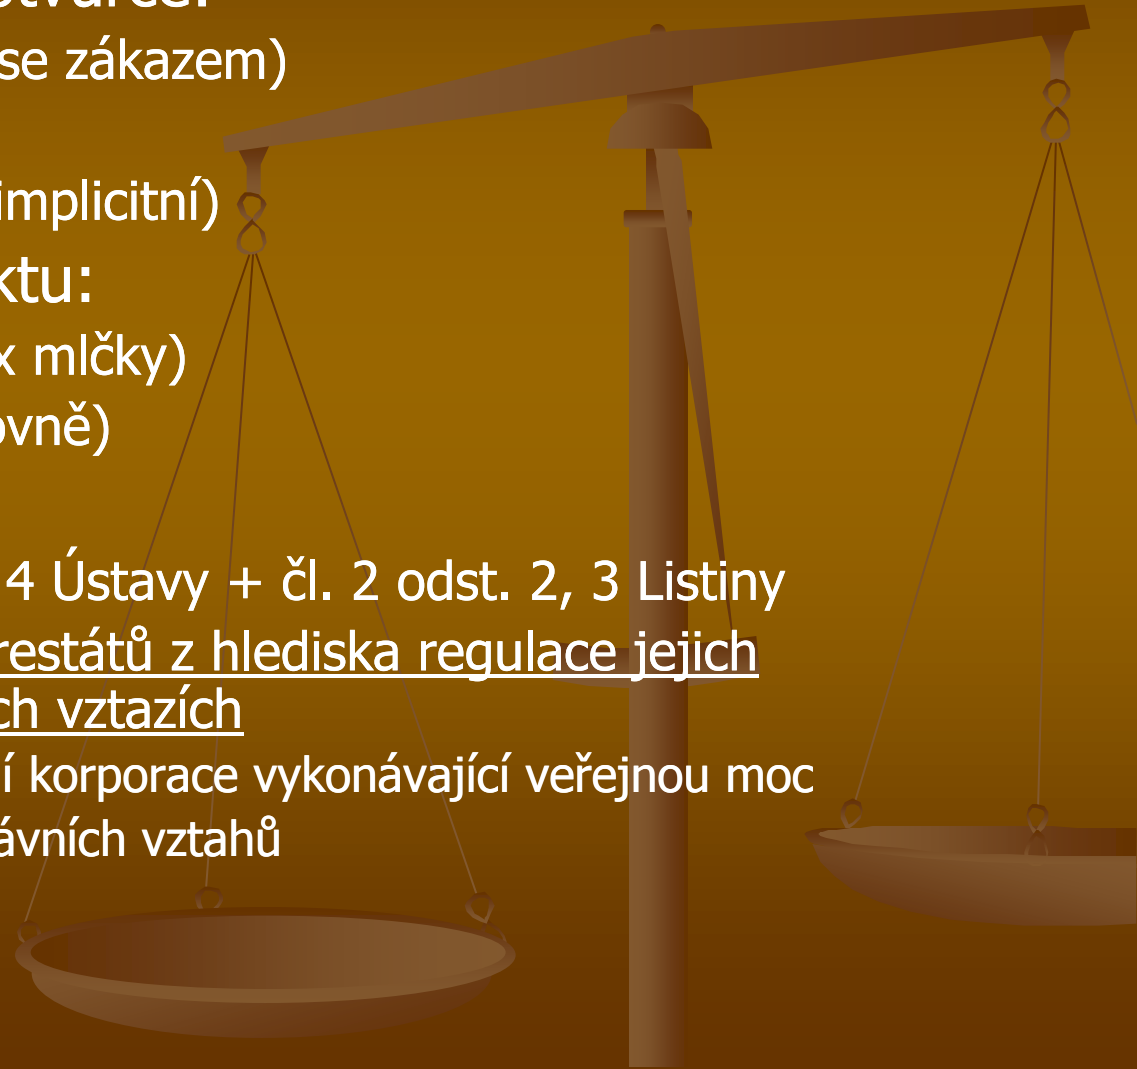 otvůrce:
se zákazem)
implicitní)
ktu:
x mlčky)
ovně)
4 Ústavy + čl. 2 odst. 2, 3 Listiny
restátů z hlediska regulace jejich
ch vztazích
í korporace vykonávající veřejnou moc
ávních vztahů